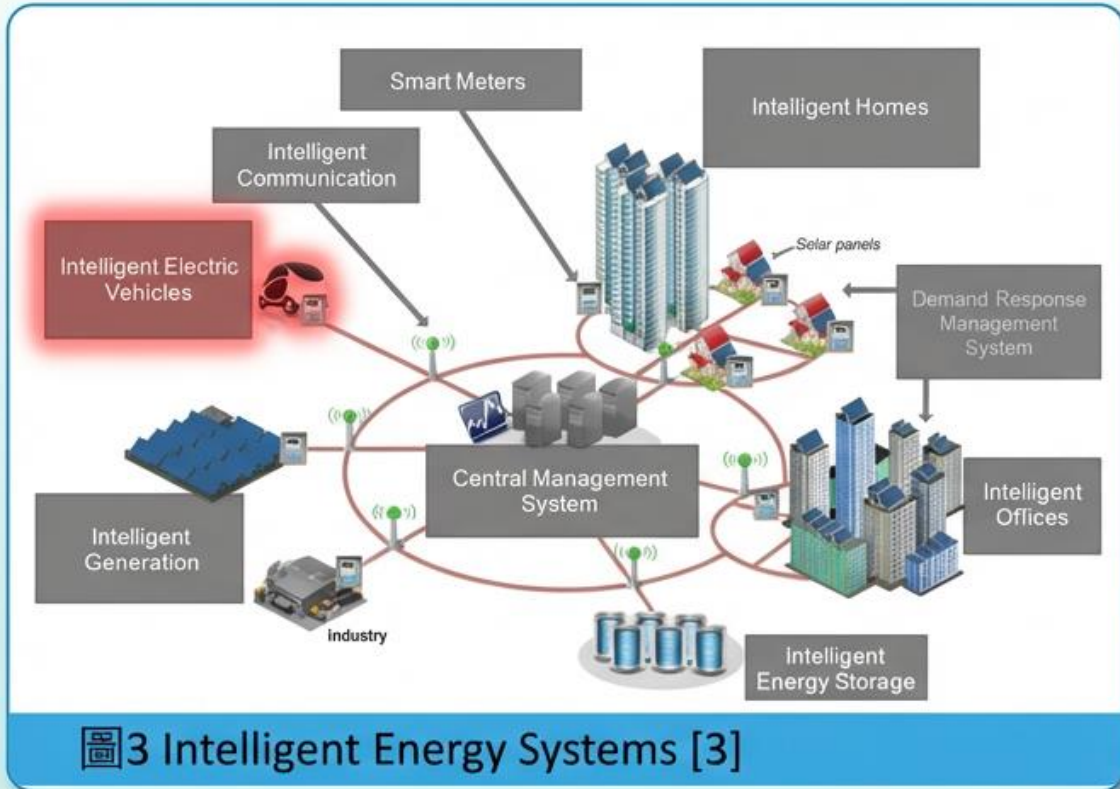 Smart Meters
Intelligent Homes
Intelligent
Communication
Intelligent Electric
Vehicles
Selar panels
Demand Response
Management
System
Central Management
System
Intelligent
Offices
Intelligent
Generation
industry
Intelligent
Energy Storage
圖3 Intelligent Energy Systems [3]